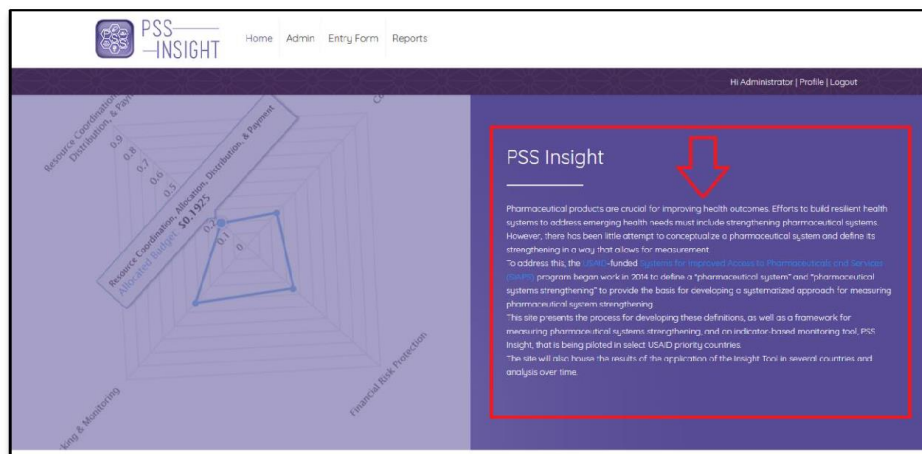 PSS
INSIGHT
Home Admin Entry Form Reports
Hi Administrator | Profile | Logout
Resource Coordination,
Distribution, & Paym
Co
0.9
0.8
0.7
0.6
0.5
0.2
0.1
0
Resource Coordination, Allocation, Distribution, & Payment
Allocated Budget: $0.1925
king & Monitoring
Financial Risk Protection
PSS Insight
Pharmaceutical products are crucial for improving health outcomes. Efforts to build resilient health
systems to address emerging health needs must include strengthening pharmaceutical systems.
However, there has been little attempt to conceptualize a pharmaceutical system and define its
strengthening in a way that allows for measurement.
To address this, the USAID-funded Systems for Improved Access to Pharmaceuticals and Services
(SIAPS) program began work in 2014 to define a "pharmaceutical system" and "pharmaceutical
systems strengthening" to provide the basis for developing a systematized approach for measuring
pharmaceutical system strengthening.
This site presents the process for developing these definitions, as well as a framework for
measuring pharmaceutical systems strengthening, and an indicator-based monitoring tool, PSS
Insight, that is being piloted in select USAID priority countries.
The site will also house the results of the application of the Insight Tool in several countries and
analysis over time.